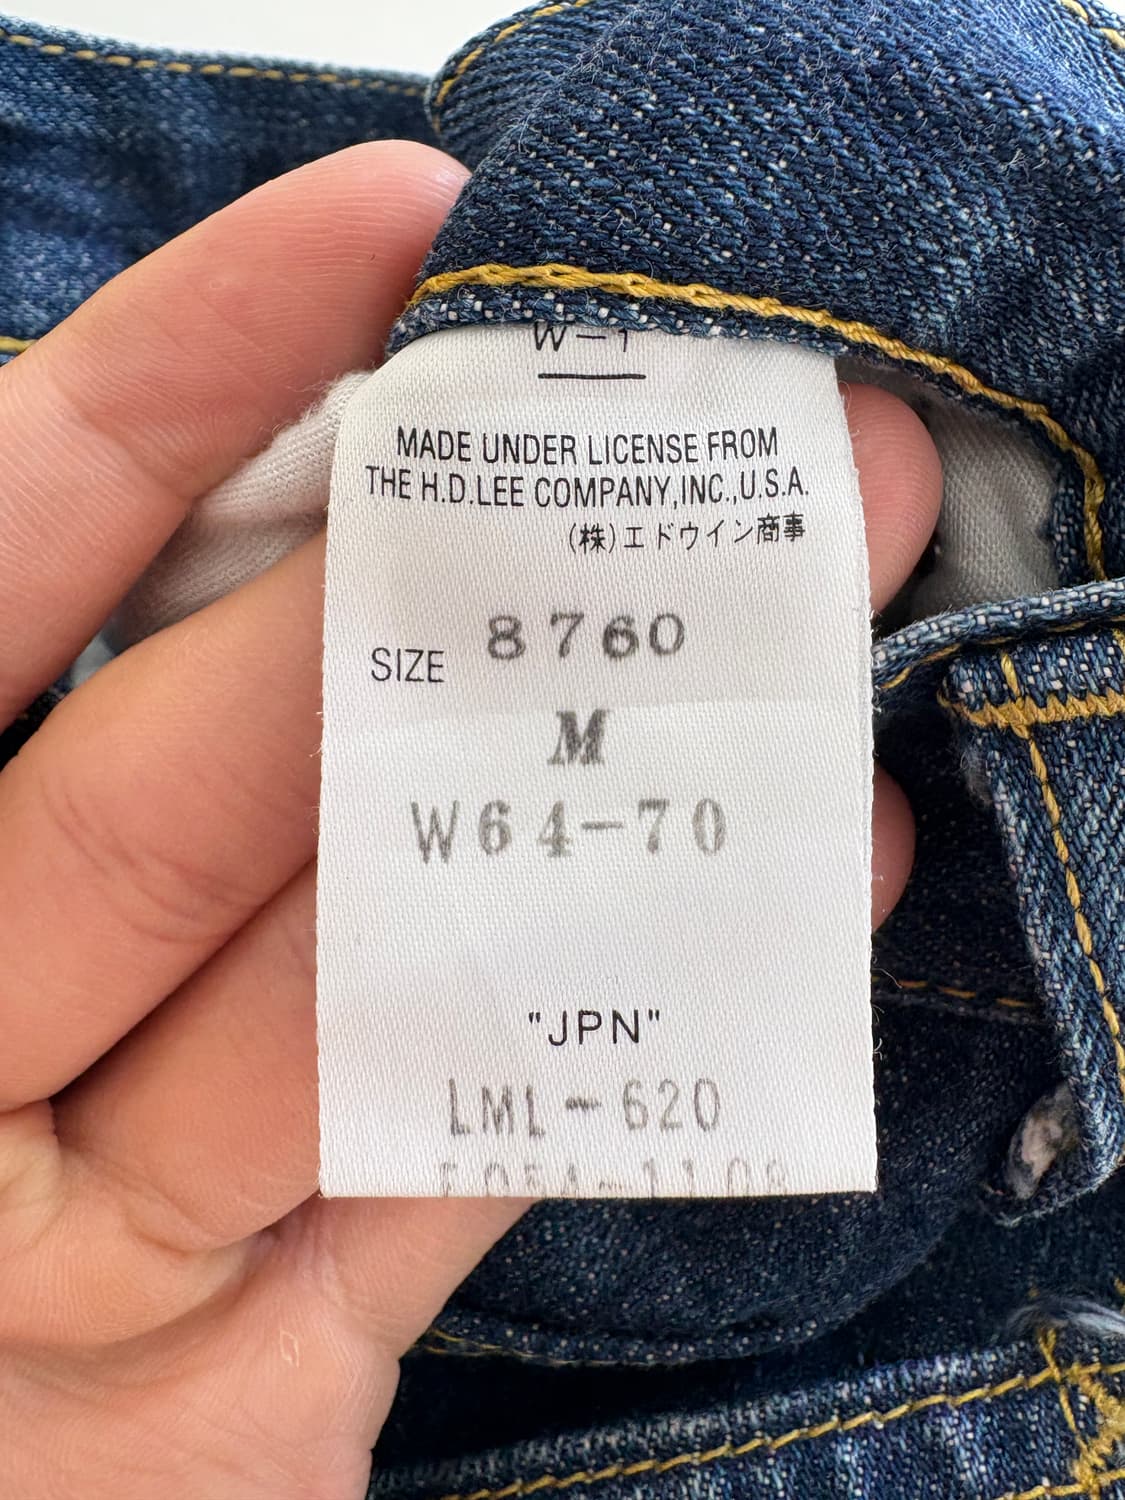 W-1
MADE UNDER LICENSE FROM
THE H.D.LEE COMPANY,INC.,U.S.A.
(株)エドウイン商事
SIZE 8760
M
W64-70
"JPN"
LML-620